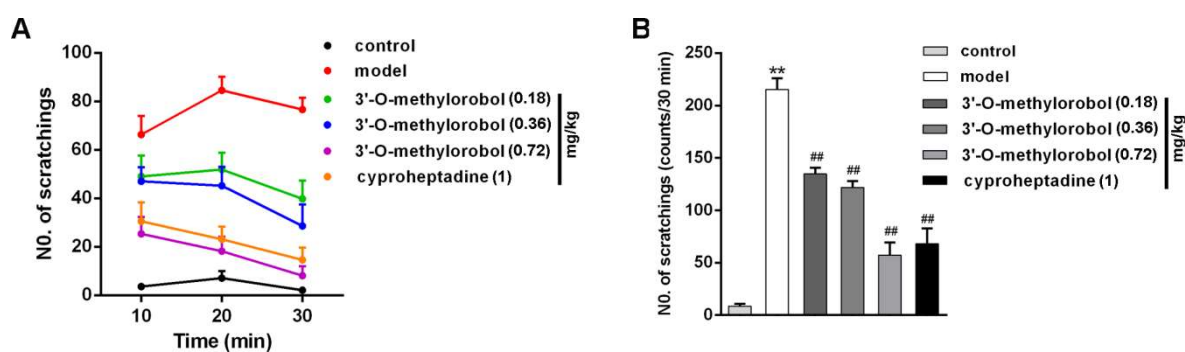 A
N0. of scratchings
100
80
60
40
20
0
10
20
30
Time (min)
control
model
3'-O-methylorobol (0.18)
3'-O-methylorobol (0.36)
3'-O-methylorobol (0.72)
cyproheptadine (1)
mg/kg
B
N0. of scratchings (counts/30 min)
250
200
150
100
50
0
**
##
##
##
##
control
model
3'-O-methylorobol (0.18)
3'-O-methylorobol (0.36)
3'-O-methylorobol (0.72)
cyproheptadine (1)
mg/kg